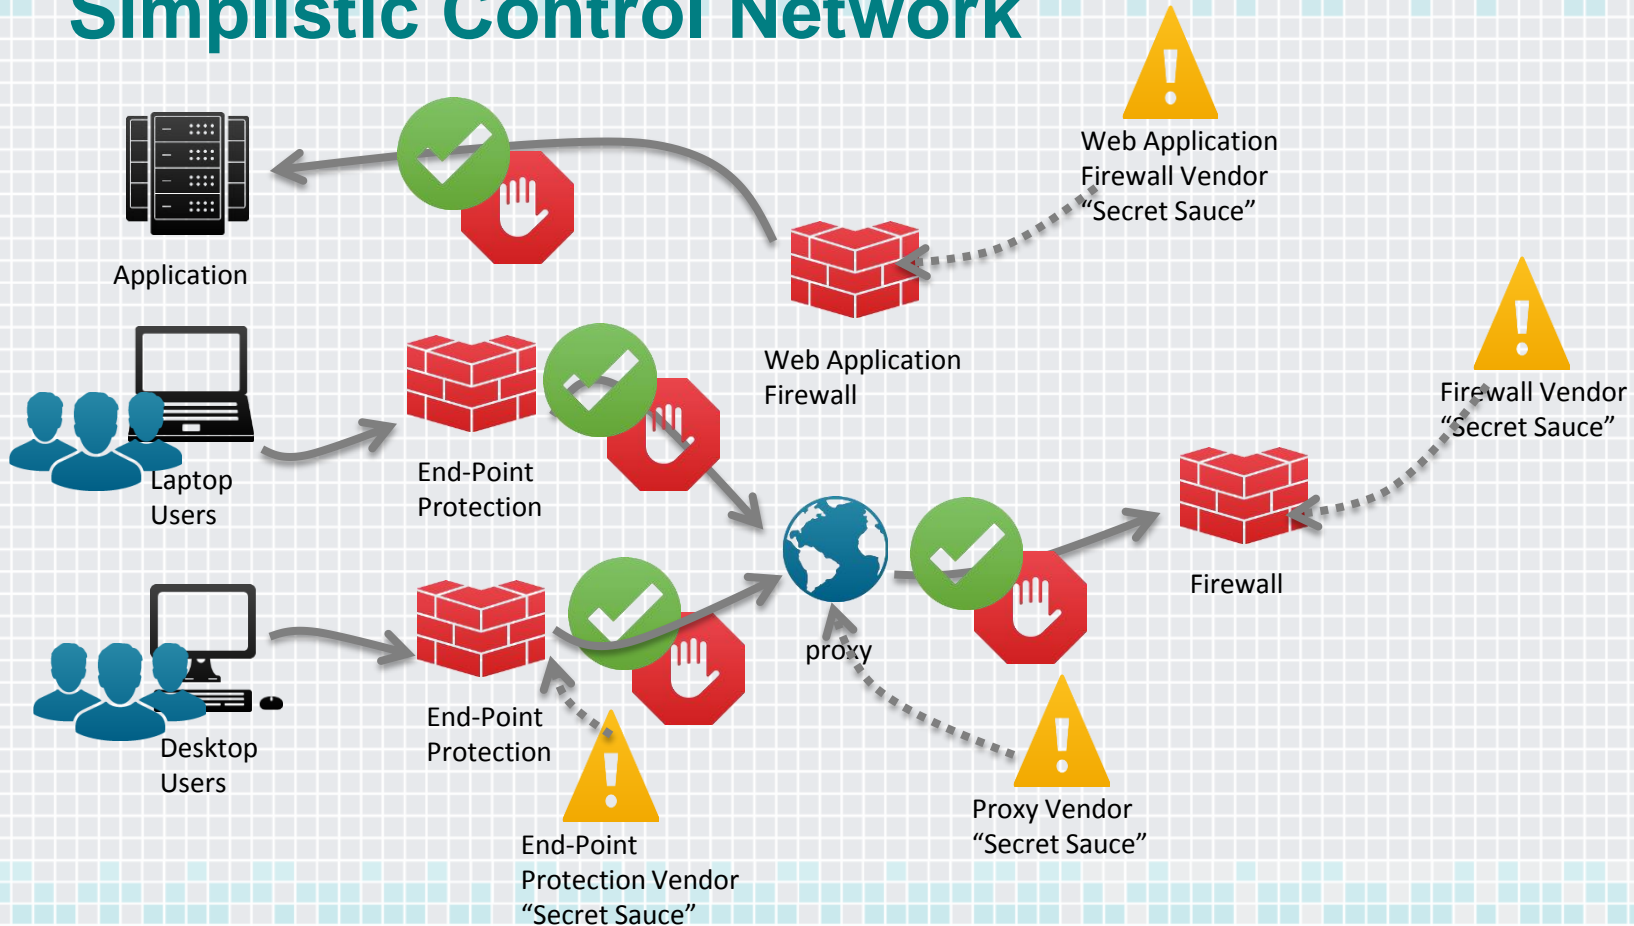 Simplistic Control Network
Web Application
Firewall Vendor
“Secret Sauce”
Application
Web Application
Firewall
Firewall Vendor
“Secret Sauce”
Laptop
Users
End-Point
Protection
Firewall
proxy
End-Point
Protection
Desktop
Users
Proxy Vendor
“Secret Sauce”
End-Point
Protection Vendor
“Secret Sauce”